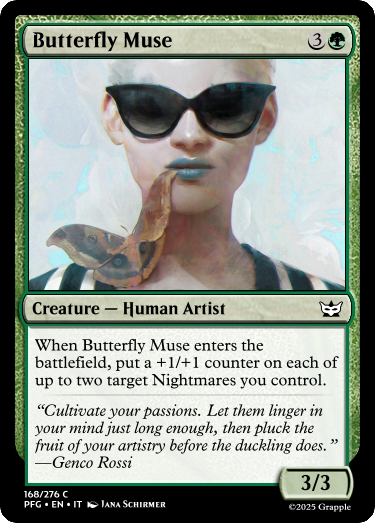 Butterfly Muse 3
Creature — Human Artist
When Butterfly Muse enters the
battlefield, put a +1/+1 counter on each of
up to two target Nightmares you control.
“Cultivate your passions. Let them linger in
your mind just long enough, then pluck the
fruit of your artistry before the duckling does.”
—Genco Rossi
3/3
168/276 C
PFG • EN • IT Jana Schirmer
©2025 Grapple